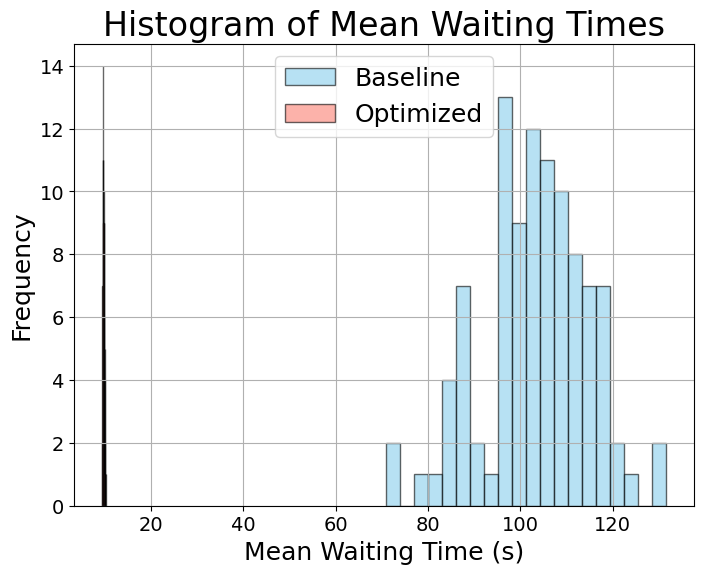 Histogram of Mean Waiting Times
Baseline
Optimized
Frequency
14
12
10
8
6
4
2
0
20 40 60 80 100 120
Mean Waiting Time (s)